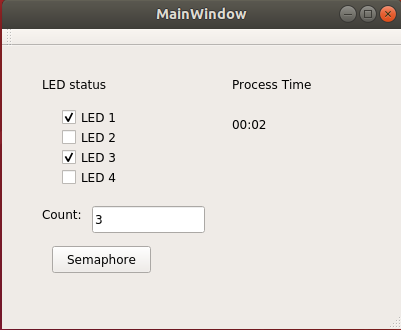 MainWindow
LED status
Process Time
LED 1
00:02
LED 2
LED 3
LED 4
Count: 3
Semaphore